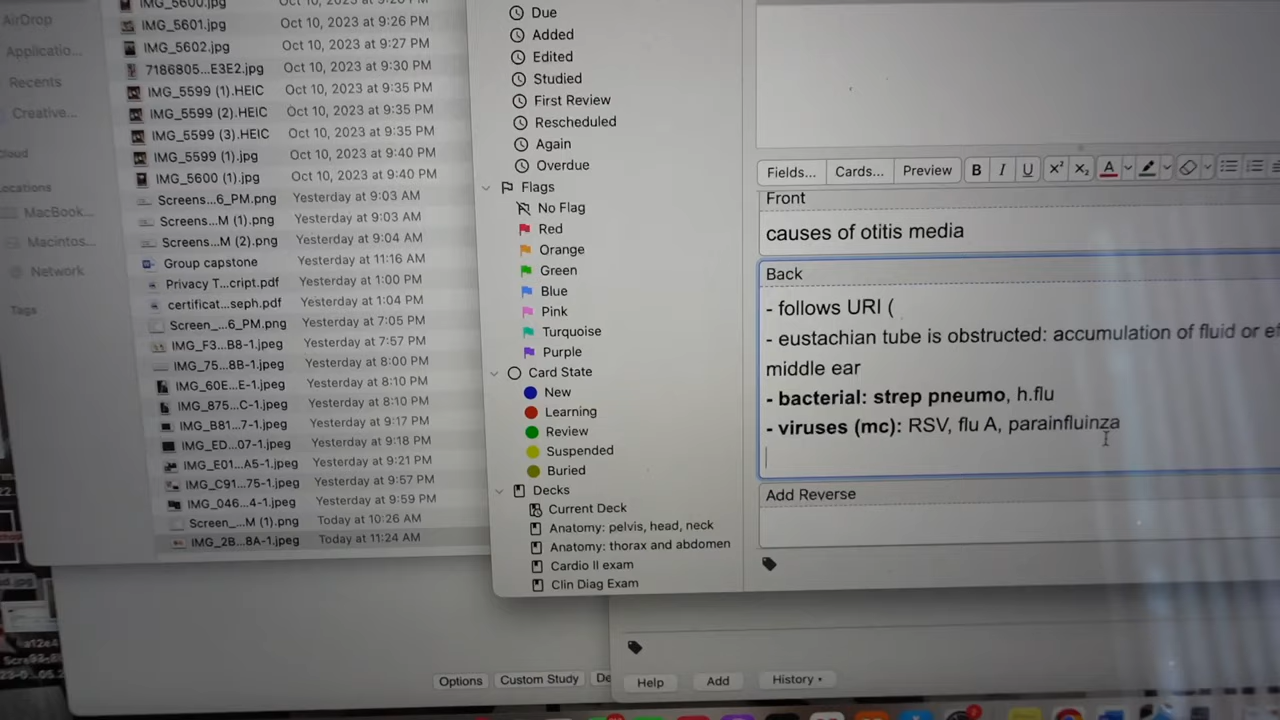 AirDrop
Applicatio...
Recents
Creative...
Locations
MacBook...
Macintos...
Network
Tags
IMG_5600.jpg
IMG_5601.jpg Oct 10, 2023 at 9:26 PM
IMG_5602.jpg Oct 10, 2023 at 9:27 PM
7186805...E3E2.jpg Oct 10, 2023 at 9:30 PM
IMG_5599 (1).HEIC Oct 10, 2023 at 9:35 PM
IMG_5599 (2).HEIC Oct 10, 2023 at 9:35 PM
IMG_5599 (3).HEIC Oct 10, 2023 at 9:35 PM
IMG_5599 (1).jpg Oct 10, 2023 at 9:40 PM
IMG_5600 (1).jpg Oct 10, 2023 at 9:40 PM
Screens...6_PM.png Yesterday at 9:03 AM
Screens...M (1).png Yesterday at 9:03 AM
Screens...M (2).png Yesterday at 9:04 AM
Group capstone Yesterday at 11:16 AM
Privacy T...cript.pdf Yesterday at 1:00 PM
certificat...seph.pdf Yesterday at 1:04 PM
Screen_...6_PM.png Yesterday at 7:05 PM
IMG_F3...B8-1.jpeg Yesterday at 7:57 PM
IMG_75...8B-1.jpeg Yesterday at 8:00 PM
IMG_60E...E-1.jpeg Yesterday at 8:10 PM
IMG_875...C-1.jpeg Yesterday at 8:10 PM
IMG_B81...7-1.jpeg Yesterday at 9:17 PM
IMG_ED...07-1.jpeg Yesterday at 9:18 PM
IMG_E01...A5-1.jpeg Yesterday at 9:21 PM
IMG_C91...75-1.jpeg Yesterday at 9:57 PM
IMG_046...4-1.jpeg Yesterday at 9:59 PM
Screen_...M (1).png Today at 10:26 AM
IMG_2B...8A-1.jpeg Today at 11:24 AM
Due
Added
Edited
Studied
First Review
Rescheduled
Again
Overdue
Flags
No Flag
Red
Orange
Green
Blue
Pink
Turquoise
Purple
Card State
New
Learning
Review
Suspended
Buried
Decks
Current Deck
Anatomy: pelvis, head, neck
Anatomy: thorax and abdomen
Cardio II exam
Clin Diag Exam
Fields... Cards... Preview B I U X² X₂ A
Front
causes of otitis media
Back
- follows URI (
- eustachian tube is obstructed: accumulation of fluid or
middle ear
- bacterial: strep pneumo, h.flu
- viruses (mc): RSV, flu A, parainfluinza
Add Reverse
Options Custom Study
Help Add History